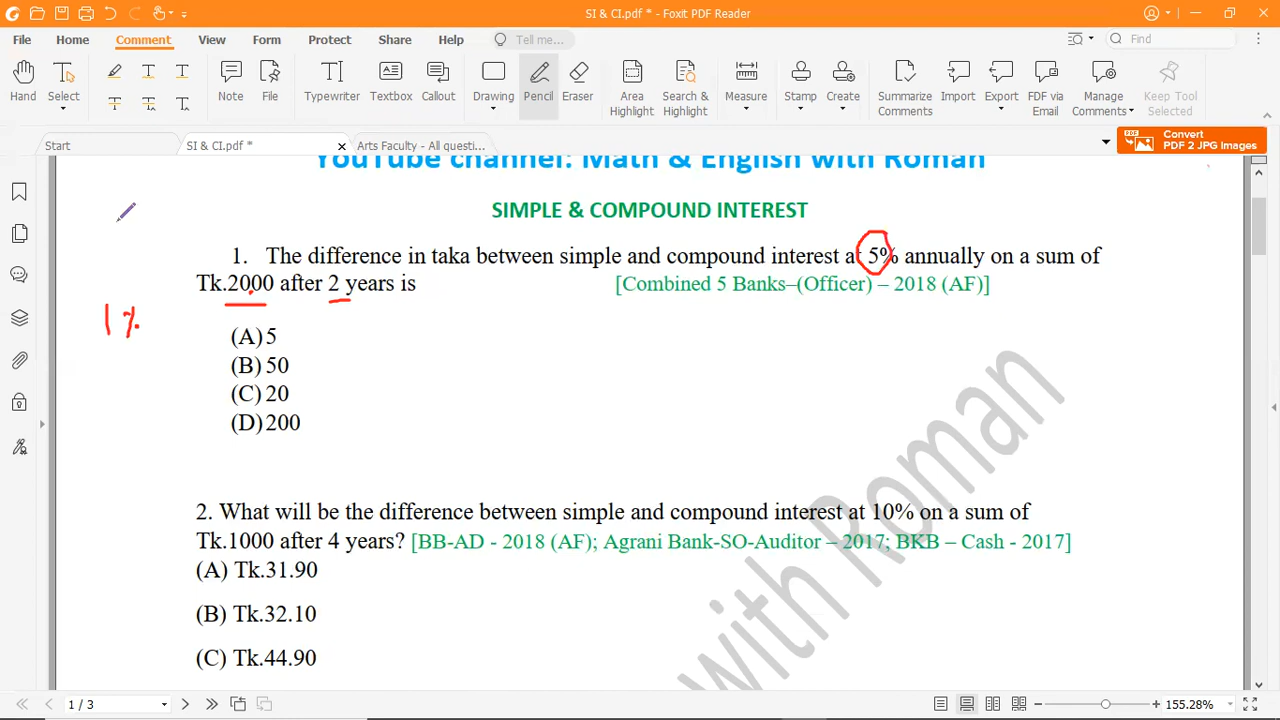 SI & CI.pdf * - Foxit PDF Reader
File Home Comment View Form Protect Share Help Tell me... Find
Hand Select Note File Typewriter Textbox Callout Drawing Pencil Eraser Area Highlight Search & Highlight Measure Stamp Create Summarize Comments Import Export FDF via Email Manage Comments Keep Tool Selected
Start SI & CI.pdf * Arts Faculty - All questi... Convert PDF 2 JPG Images
YouTube channel: Math & English with Roman
SIMPLE & COMPOUND INTEREST
1. The difference in taka between simple and compound interest at 5% annually on a sum of
Tk.2000 after 2 years is [Combined 5 Banks–(Officer) – 2018 (AF)]
1%
(A) 5
(B) 50
(C) 20
(D) 200
2. What will be the difference between simple and compound interest at 10% on a sum of
Tk.1000 after 4 years? [BB-AD - 2018 (AF); Agrani Bank-SO-Auditor – 2017; BKB – Cash - 2017]
(A) Tk.31.90
(B) Tk.32.10
(C) Tk.44.90
with Roman
1 / 3 155.28%